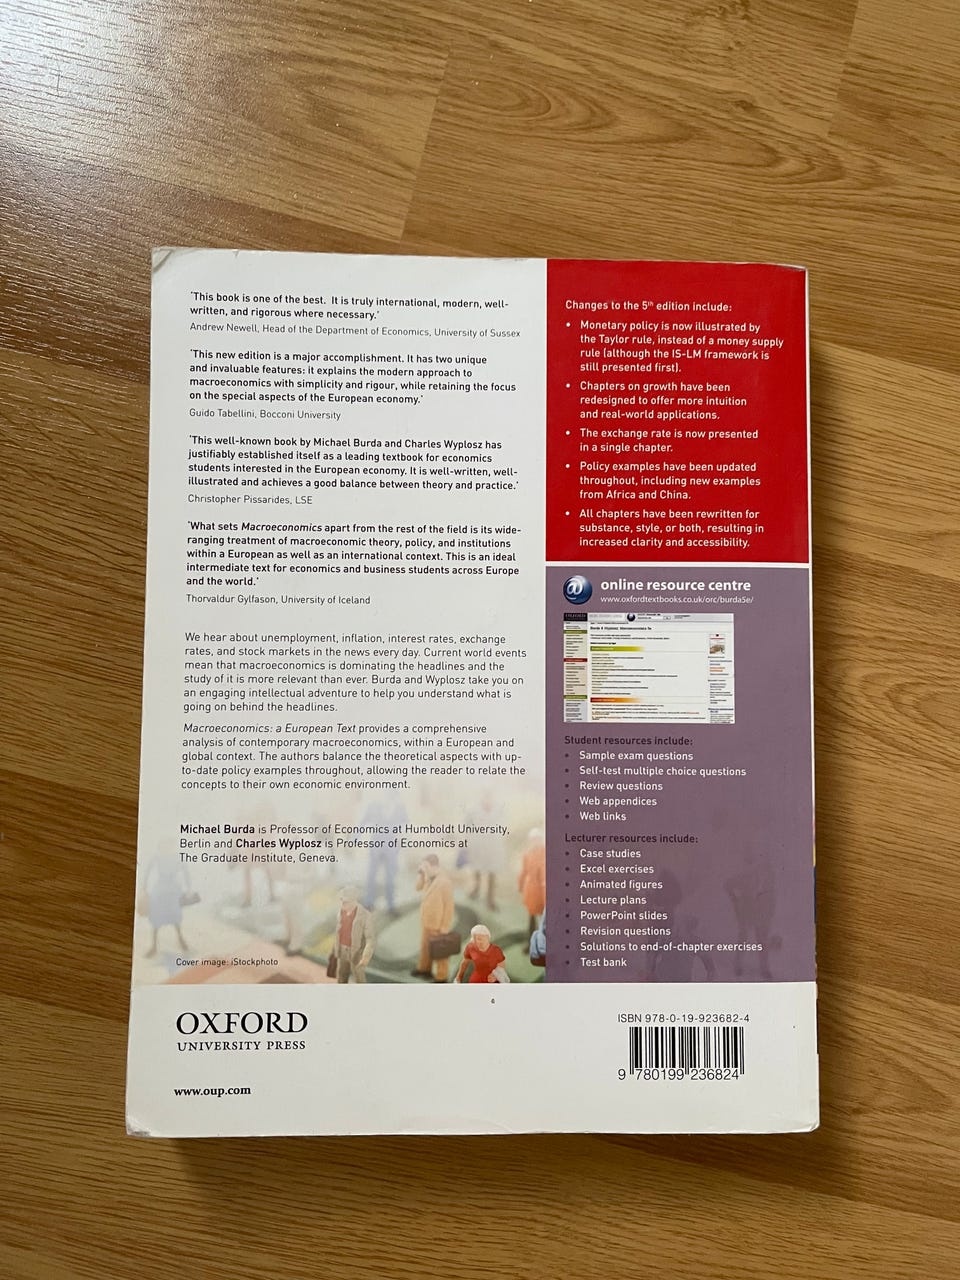 'This book is one of the best. It is truly international, modern, well-
written, and rigorous where necessary.'
Andrew Newell, Head of the Department of Economics, University of Sussex
'This new edition is a major accomplishment. It has two unique
and invaluable features: it explains the modern approach to
macroeconomics with simplicity and rigour, while retaining the focus
on the special aspects of the European economy.'
Guido Tabellini, Bocconi University
'This well-known book by Michael Burda and Charles Wyplosz has
justifiably established itself as a leading textbook for economics
students interested in the European economy. It is well-written, well-
illustrated and achieves a good balance between theory and practice.'
Christopher Pissarides, LSE
'What sets Macroeconomics apart from the rest of the field is its wide-
ranging treatment of macroeconomic theory, policy, and institutions
within a European as well as an international context. This is an ideal
intermediate text for economics and business students across Europe
and the world.'
Thorvaldur Gylfason, University of Iceland
We hear about unemployment, inflation, interest rates, exchange
rates, and stock markets in the news every day. Current world events
mean that macroeconomics is dominating the headlines and the
study of it is more relevant than ever. Burda and Wyplosz take you on
an engaging intellectual adventure to help you understand what is
going on behind the headlines.
Macroeconomics: a European Text provides a comprehensive
analysis of contemporary macroeconomics, within a European and
global context. The authors balance the theoretical aspects with up-
to-date policy examples throughout, allowing the reader to relate the
concepts to their own economic environment.
Michael Burda is Professor of Economics at Humboldt University,
Berlin and Charles Wyplosz is Professor of Economics at
The Graduate Institute, Geneva.
Cover image: iStockphoto
Changes to the 5th edition include:
• Monetary policy is now illustrated by
the Taylor rule, instead of a money supply
rule (although the IS-LM framework is
still presented first).
• Chapters on growth have been
redesigned to offer more intuition
and real-world applications.
• The exchange rate is now presented
in a single chapter.
• Policy examples have been updated
throughout, including new examples
from Africa and China.
• All chapters have been rewritten for
substance, style, or both, resulting in
increased clarity and accessibility.
@ online resource centre
www.oxfordtextbooks.co.uk/orc/burda5e/
OXFORD
Burda & Wyplosz: Macroeconomics 5e
Student resources include:
• Sample exam questions
• Self-test multiple choice questions
• Review questions
• Web appendices
• Web links
Lecturer resources include:
• Case studies
• Excel exercises
• Animated figures
• Lecture plans
• PowerPoint slides
• Revision questions
• Solutions to end-of-chapter exercises
• Test bank
OXFORD
UNIVERSITY PRESS
www.oup.com
ISBN 978-0-19-923682-4
9 780199 236824